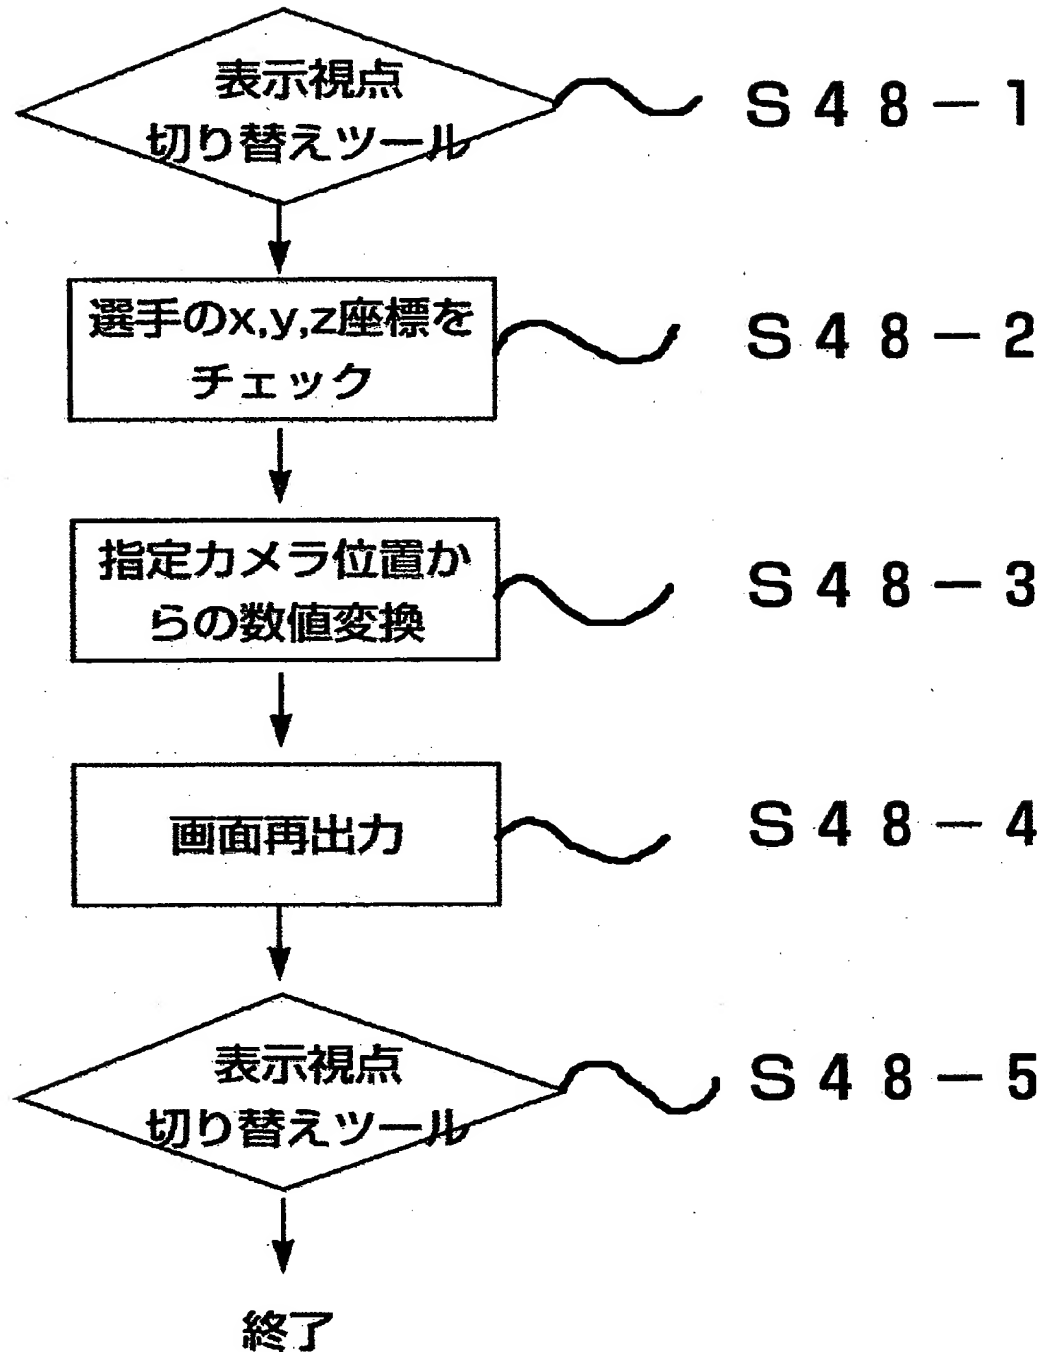 表示視点
切り替えツール
S48-1
選手のx,y,z座標を
チェック
S48-2
指定カメラ位置か
らの数値変換
S48-3
画面再出力
S48-4
表示視点
切り替えツール
S48-5
終了